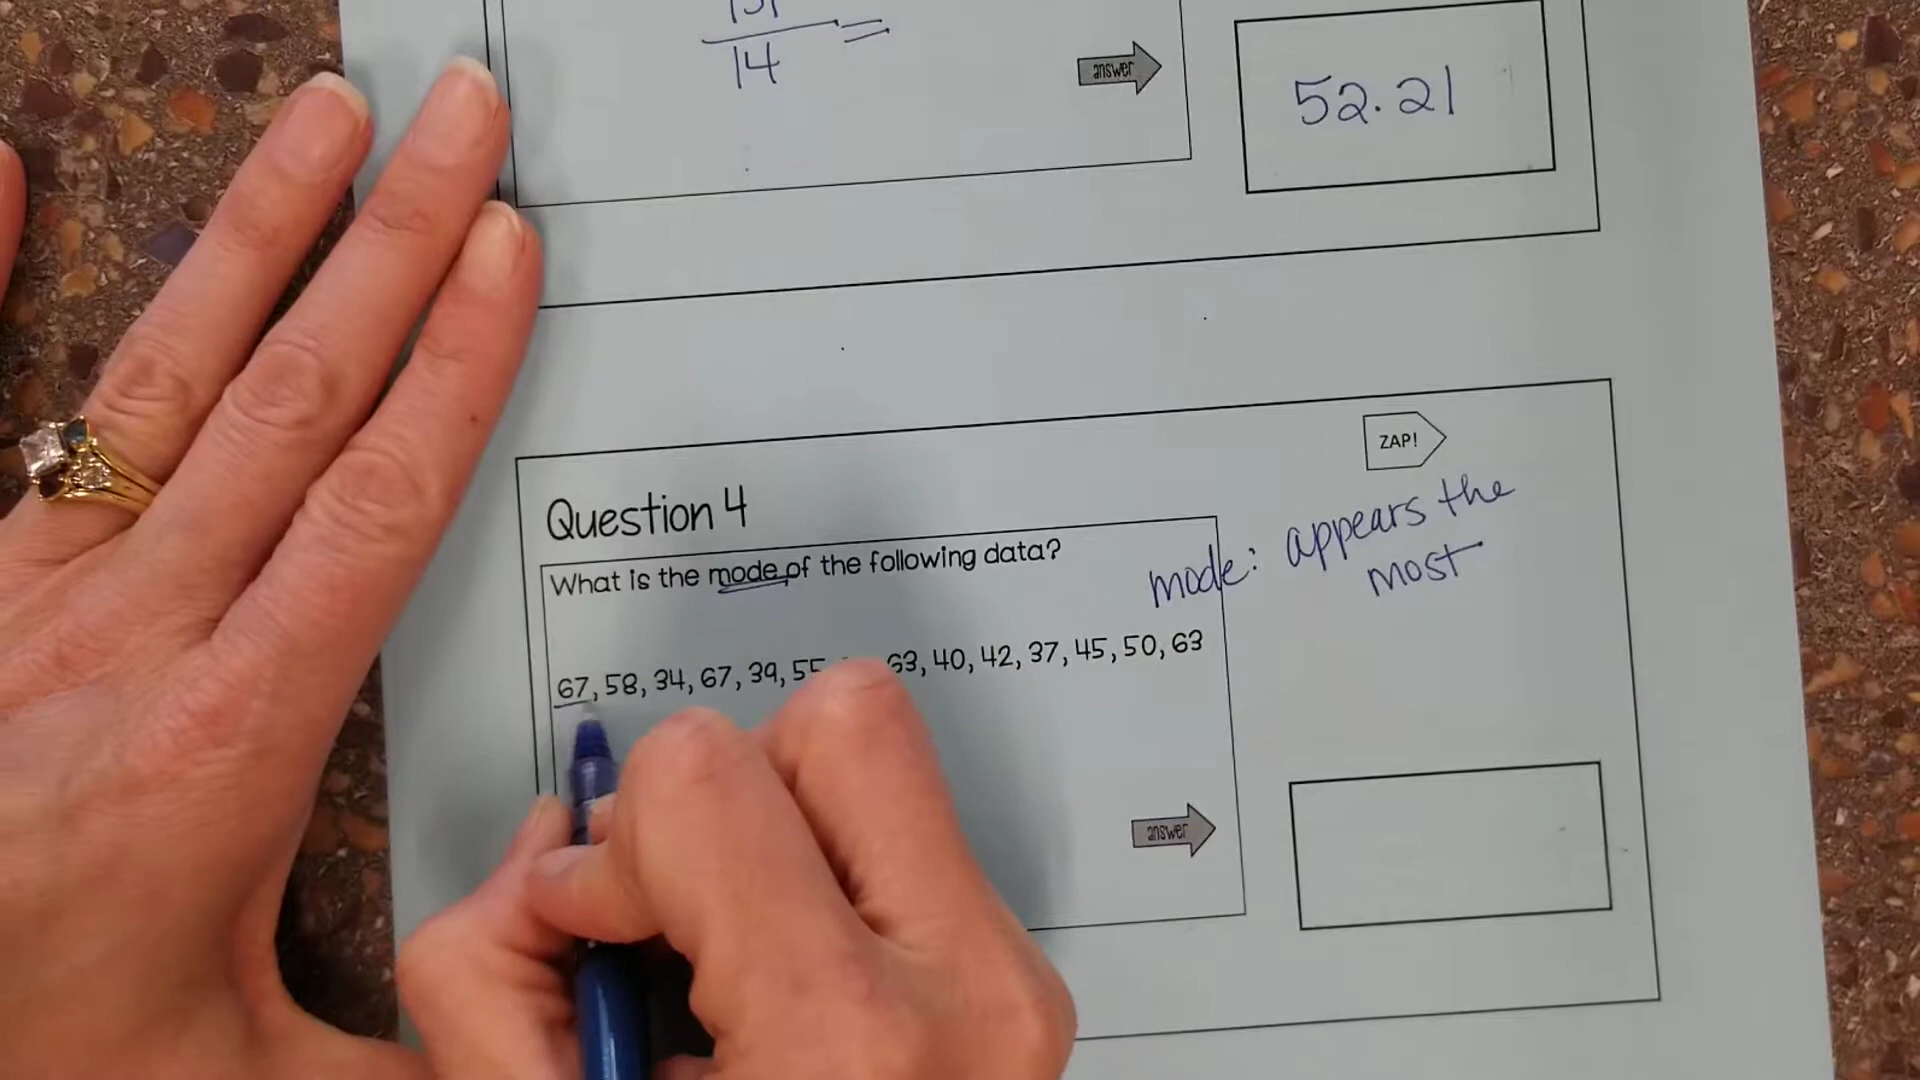 14 =
answer
52.21
ZAP!
Question 4
What is the mode of the following data?
mode: appears the
most
67, 58, 34, 67, 39, 55 63, 40, 42, 37, 45, 50, 63
answer